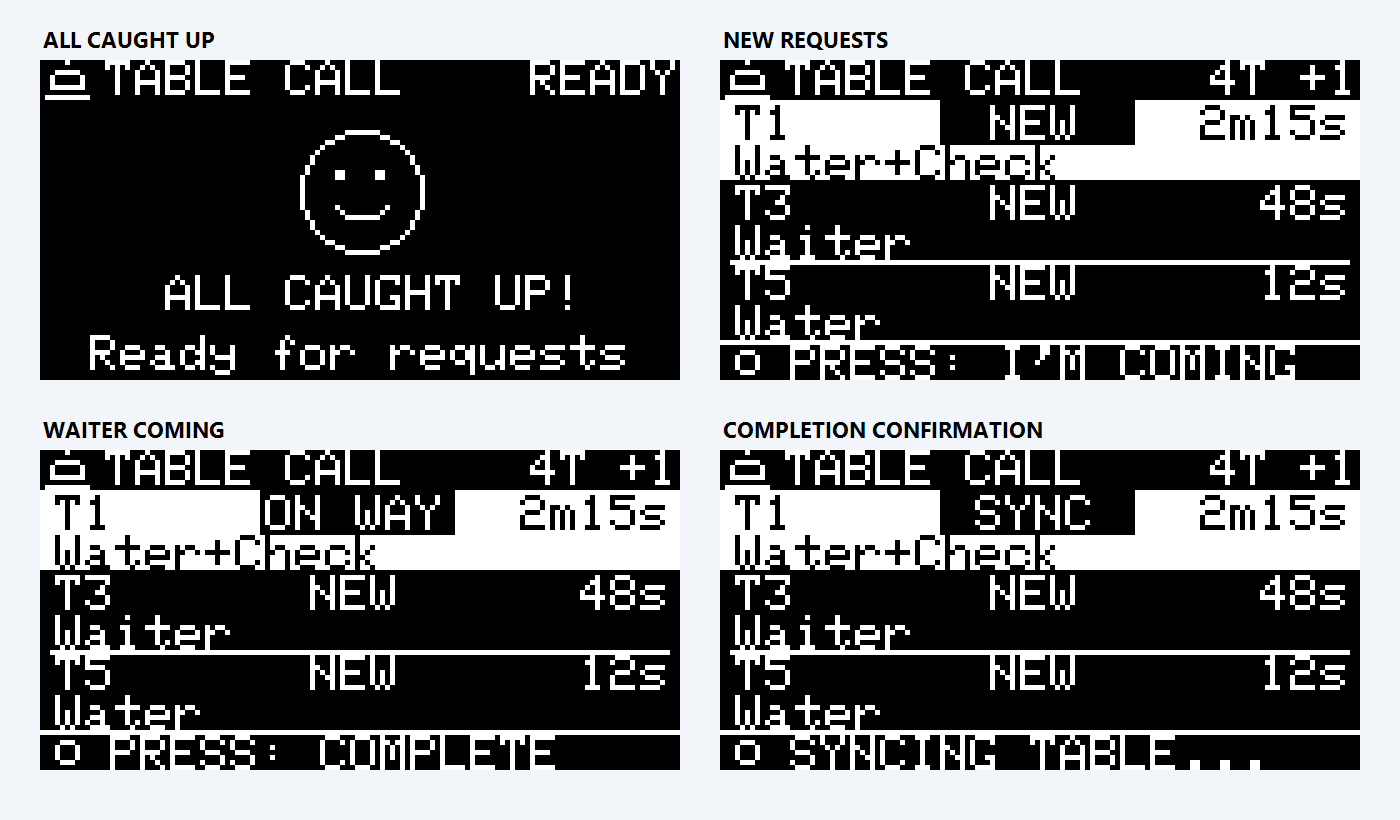 ALL CAUGHT UP
TABLE CALL READY
ALL CAUGHT UP!
Ready for requests
NEW REQUESTS
TABLE CALL 4T +1
T1 NEW 2m15s
Water+Check
T3 NEW 48s
Waiter
T5 NEW 12s
Water
O PRESS: I'M COMING
WAITER COMING
TABLE CALL 4T +1
T1 ON WAY 2m15s
Water+Check
T3 NEW 48s
Waiter
T5 NEW 12s
Water
O PRESS: COMPLETE
COMPLETION CONFIRMATION
TABLE CALL 4T +1
T1 SYNC 2m15s
Water+Check
T3 NEW 48s
Waiter
T5 NEW 12s
Water
O SYNCING TABLE...